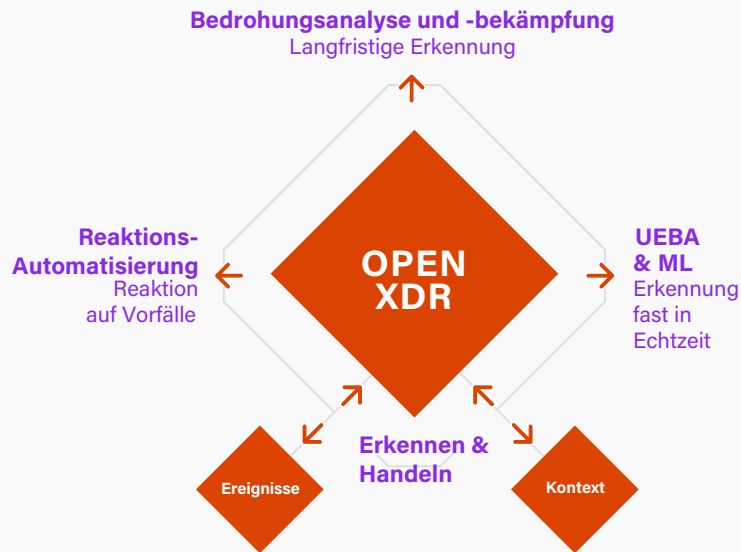 Bedrohungsanalyse und -bekämpfung
Langfristige Erkennung
Reaktions-
Automatisierung
Reaktion
auf Vorfälle
OPEN
XDR
UEBA
& ML
Erkennung
fast in
Echtzeit
Erkennen &
Handeln
Ereignisse
Kontext